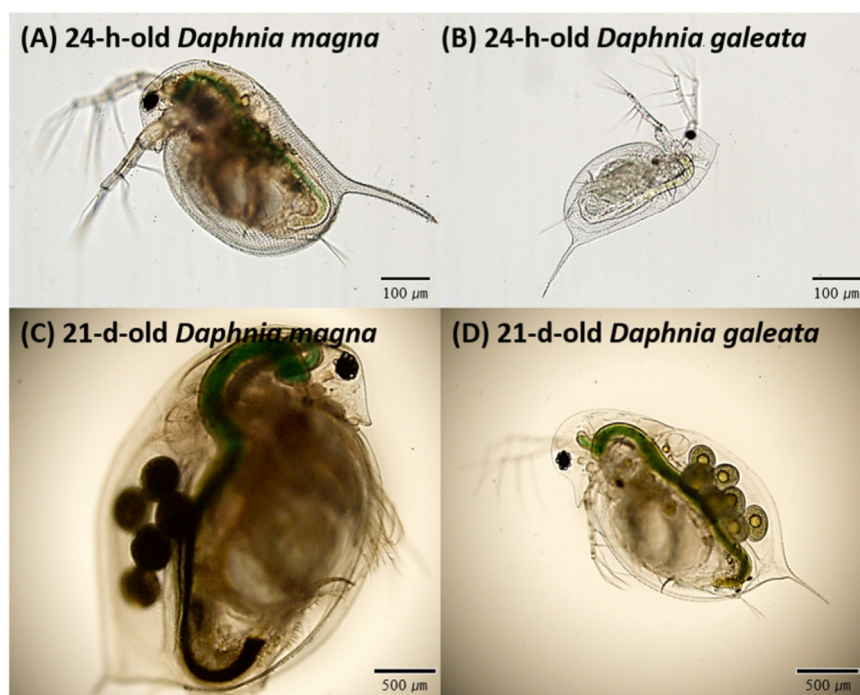 (A) 24-h-old Daphnia magna
(B) 24-h-old Daphnia galeata
100 µm
100 µm
(C) 21-d-old Daphnia magna
(D) 21-d-old Daphnia galeata
500 µm
500 µm